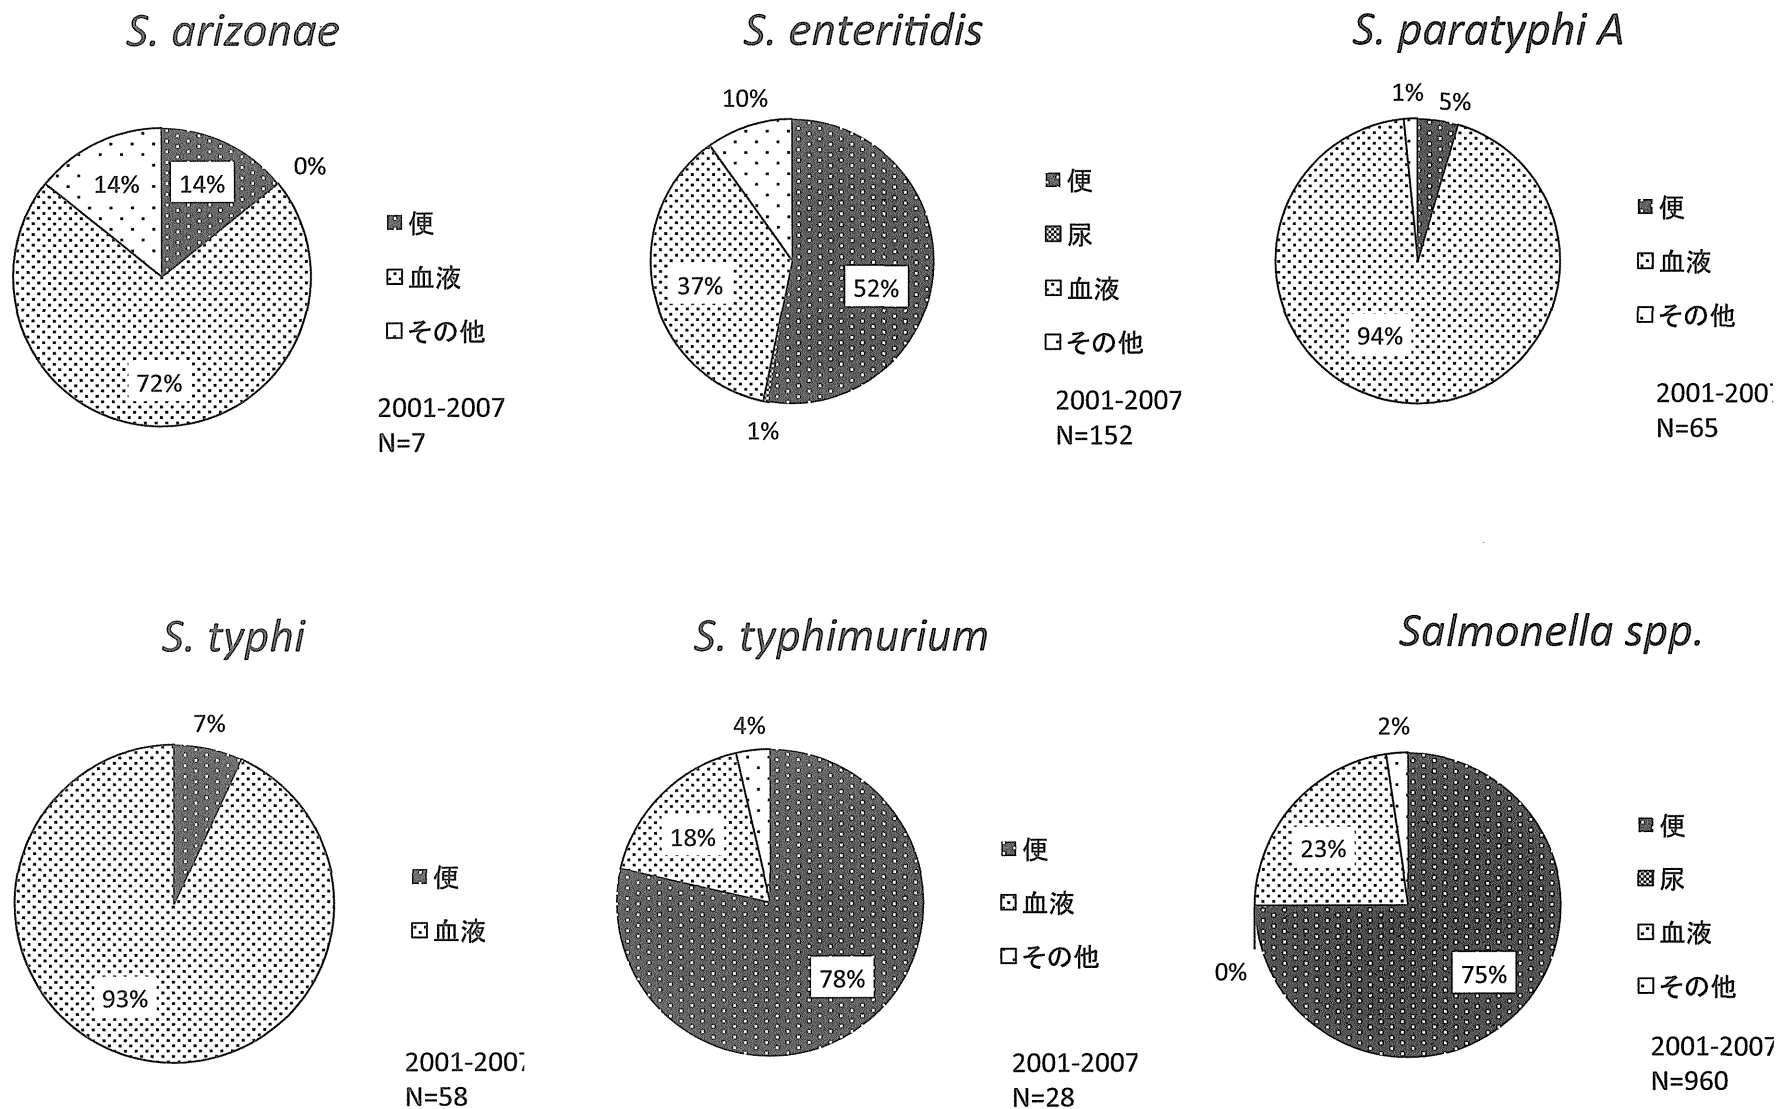 S. arizonae
14%
14%
0%
72%
便
血液
その他
2001-2007
N=7
S. enteritidis
10%
37%
52%
1%
便
尿
血液
その他
2001-2007
N=152
S. paratyphi A
1%
5%
94%
便
血液
その他
2001-2007
N=65
S. typhi
7%
93%
便
血液
2001-2007
N=58
S. typhimurium
4%
18%
78%
便
血液
その他
2001-2007
N=28
Salmonella spp.
2%
23%
0%
75%
便
尿
血液
その他
2001-2007
N=960